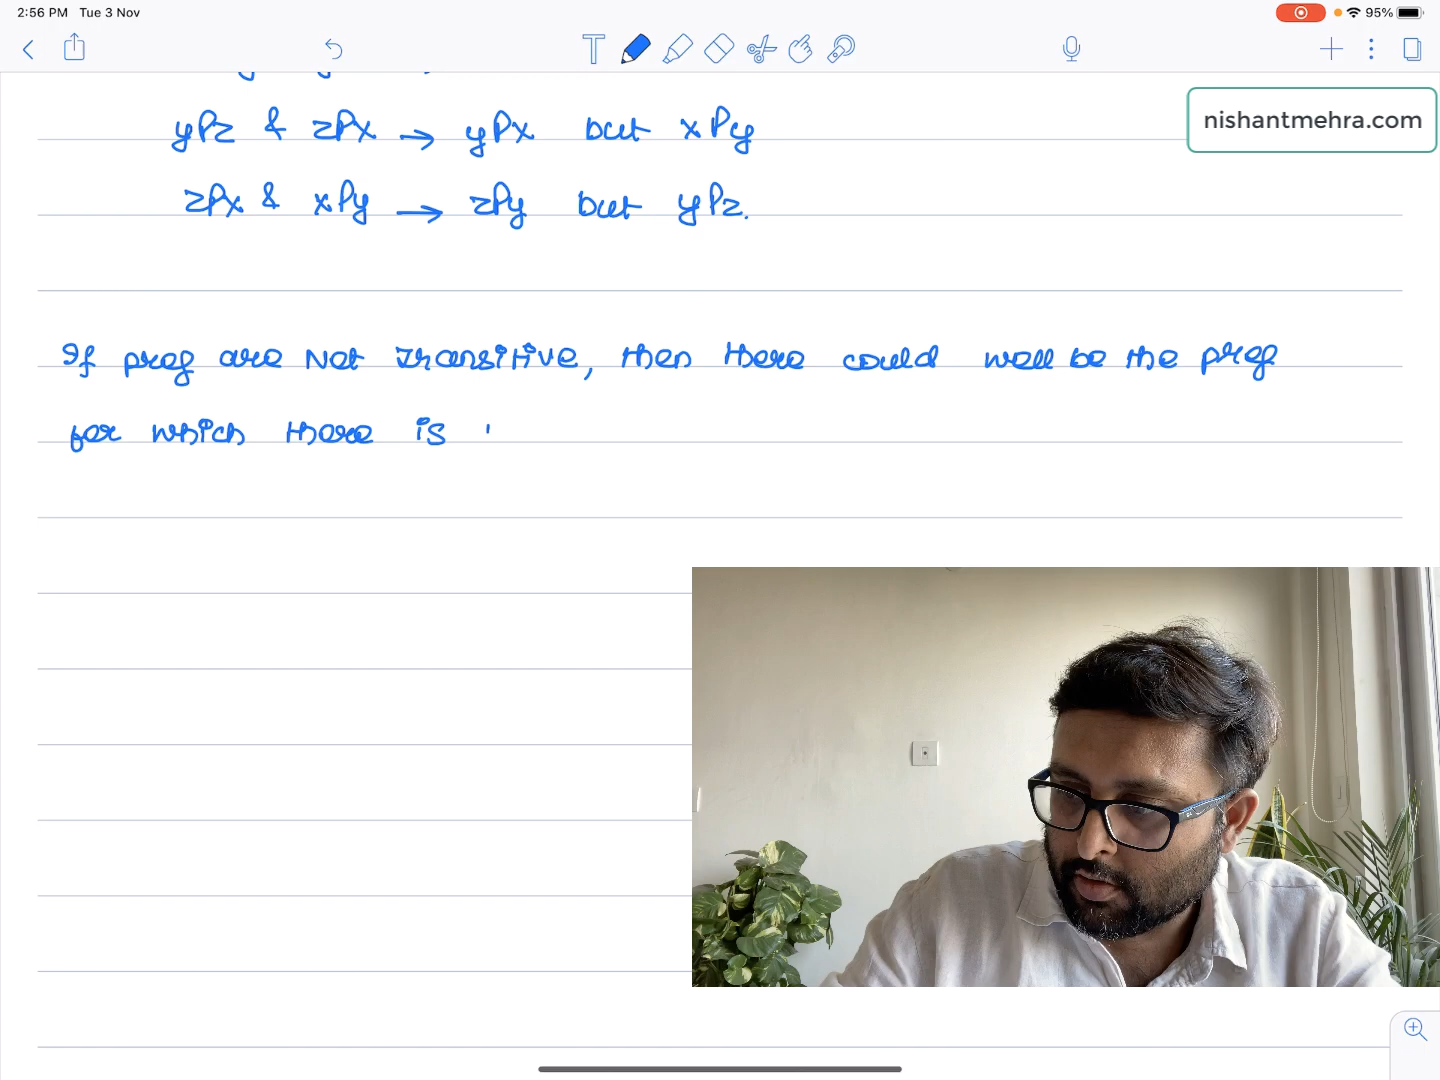 2:56 PM Tue 3 Nov
95%
T
nishantmehra.com
yPz & zPx → yPx but xPy
zPx & xPy → zPy but yPz.
If pref are Not Transitive, then there could well be the pref
for which there is